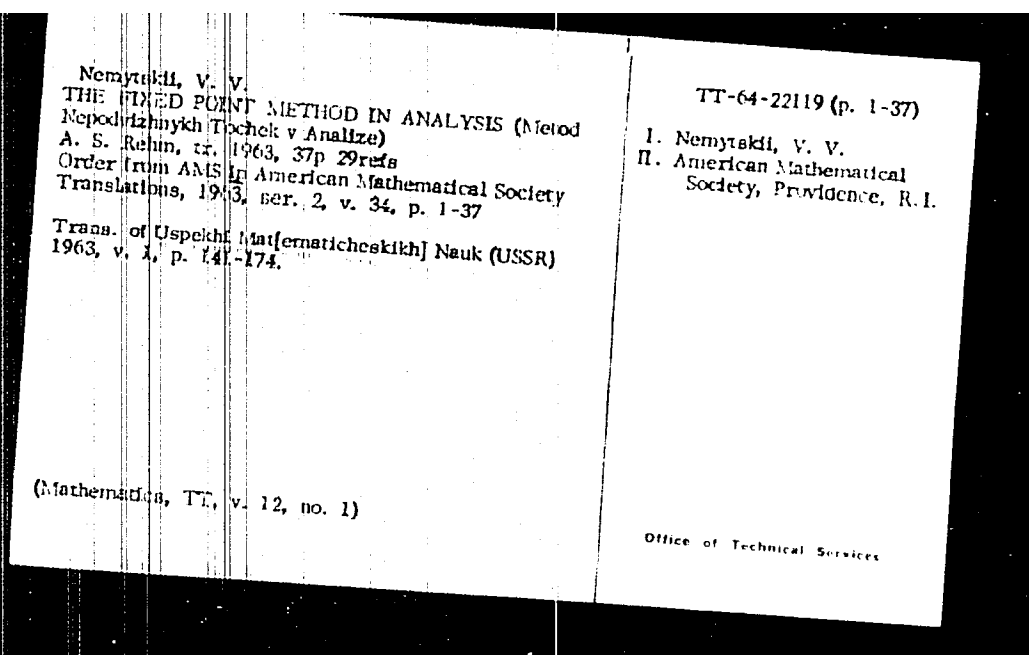 Nemytskii, V. V.
THE FIXED POINT METHOD IN ANALYSIS (Metod
Nepodvizhnykh Tochek v Analize)
A. S. Rehin, tr. 1963, 37p 29refs
Order from AMS in American Mathematical Society
Translations, 1963, ser. 2, v. 34, p. 1-37
Trans. of Uspekhi Mat[ematicheskikh] Nauk (USSR)
1963, v. 1, p. 141-174.
(Mathematics, TT, v. 12, no. 1)
TT-64-22119 (p. 1-37)
I. Nemytskii, V. V.
II. American Mathematical
Society, Providence, R.I.
Office of Technical Services